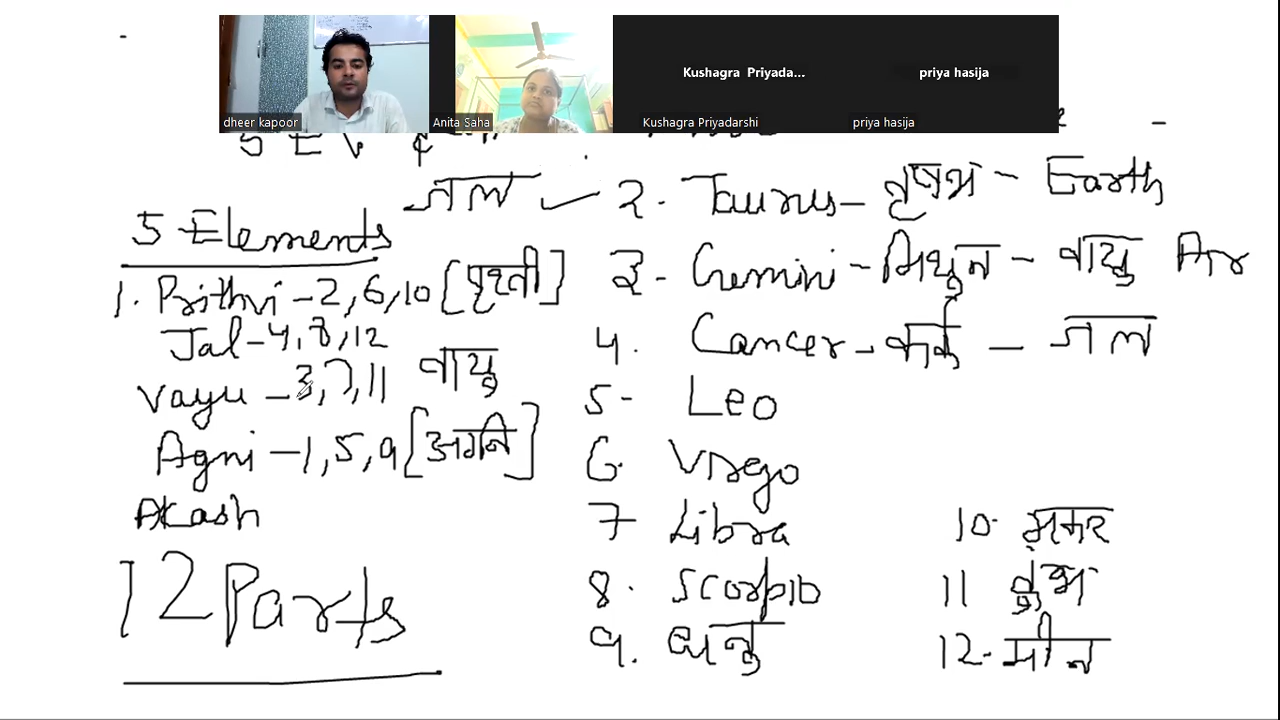 Kushagra Priyada...
priya hasija
dheer kapoor
Anita Saha
Kushagra Priyadarshi
priya hasija
जल
5 Elements
1. Prithvi - 2, 6, 10 [पृथ्वी]
Jal - 4, 8, 12
Vayu - 3, 7, 11 वायु
Agni - 1, 5, 9 [अग्नि]
Akash
12 Parts
2. Taurus - वृषभ - Earth
3 - Gemini - मिथुन - वायु Air
4. Cancer - कर्क - जल
5 - Leo
6. Virgo
7 Libra
8. Scorpio
9. धनु
10. मकर
11 कुंभ
12. मीन